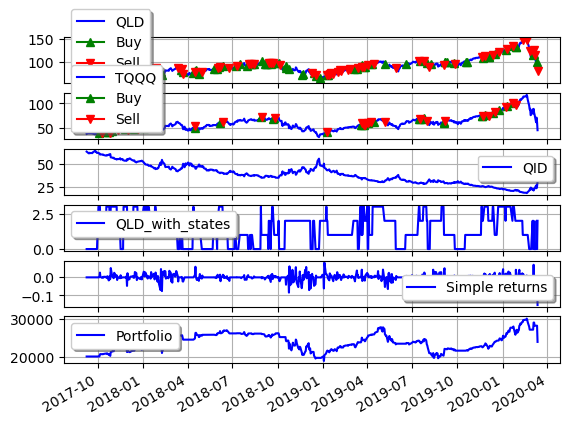 QLD
Buy
Sell
150
100
TQQQ
Buy
Sell
100
50
50
25
QID
2.5
0.0
QLD_with_states
0.0
−0.1
Simple returns
30000
20000
Portfolio
2017-10
2018-01
2018-04
2018-07
2018-10
2019-01
2019-04
2019-07
2019-10
2020-01
2020-04